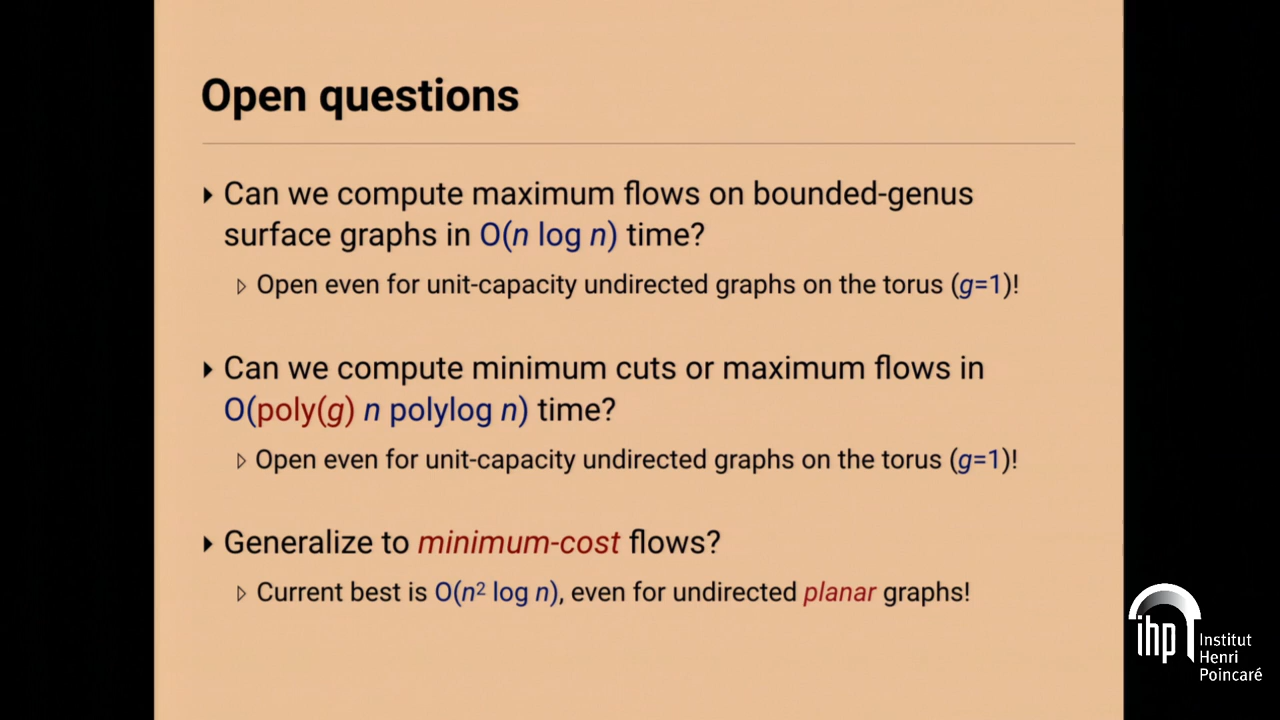 Open questions
‣ Can we compute maximum flows on bounded-genus
surface graphs in O(n log n) time?
▹ Open even for unit-capacity undirected graphs on the torus (g=1)!
‣ Can we compute minimum cuts or maximum flows in
O(poly(g) n polylog n) time?
▹ Open even for unit-capacity undirected graphs on the torus (g=1)!
‣ Generalize to minimum-cost flows?
▹ Current best is O(n² log n), even for undirected planar graphs!
ihp
Institut
Henri
Poincaré